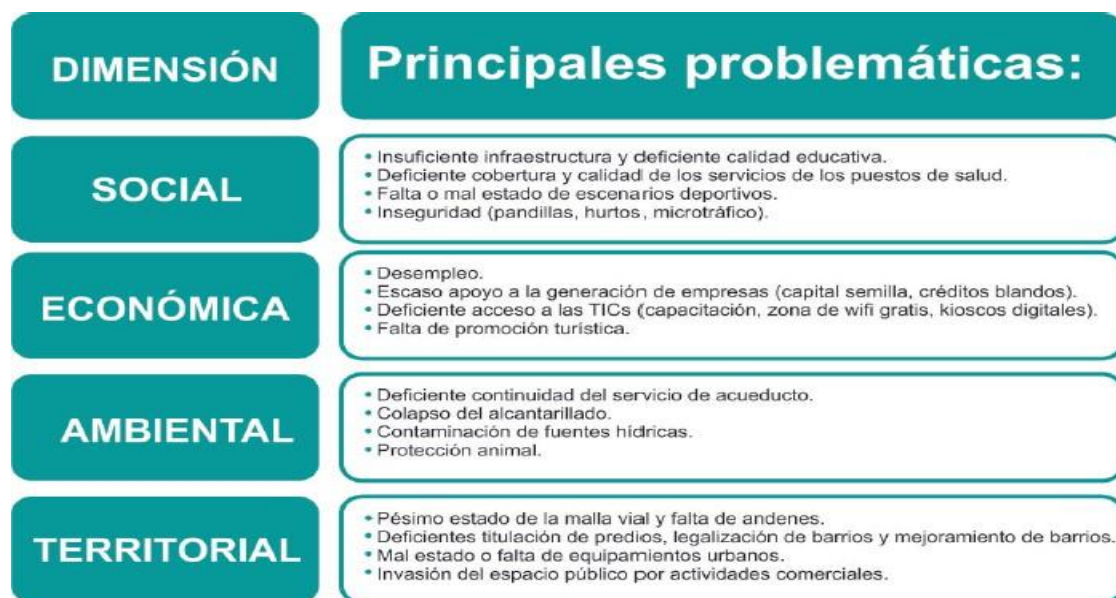 DIMENSIÓN
Principales problemáticas:
SOCIAL
• Insuficiente infraestructura y deficiente calidad educativa.
• Deficiente cobertura y calidad de los servicios de los puestos de salud.
• Falta o mal estado de escenarios deportivos.
• Inseguridad (pandillas, hurtos, microtráfico).
ECONÓMICA
• Desempleo.
• Escaso apoyo a la generación de empresas (capital semilla, créditos blandos).
• Deficiente acceso a las TICs (capacitación, zona de wifi gratis, kioscos digitales).
• Falta de promoción turística.
AMBIENTAL
• Deficiente continuidad del servicio de acueducto.
• Colapso del alcantarillado.
• Contaminación de fuentes hídricas.
• Protección animal.
TERRITORIAL
• Pésimo estado de la malla vial y falta de andenes.
• Deficientes titulación de predios, legalización de barrios y mejoramiento de barrios.
• Mal estado o falta de equipamientos urbanos.
• Invasión del espacio público por actividades comerciales.